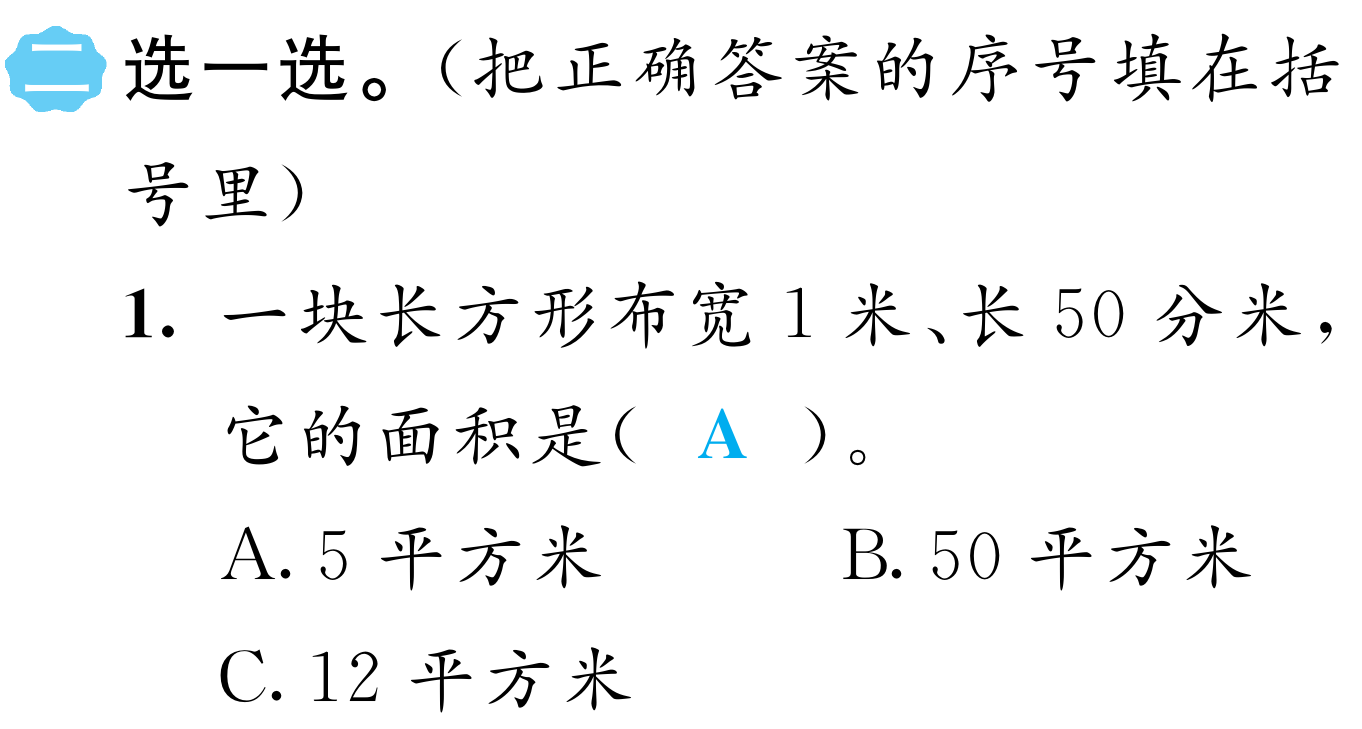 二 选一选。（把正确答案的序号填在括
号里）
1. 一块长方形布宽 1 米、长 50 分米，
它的面积是（ A ）。
A. 5 平方米 B. 50 平方米
C. 12 平方米